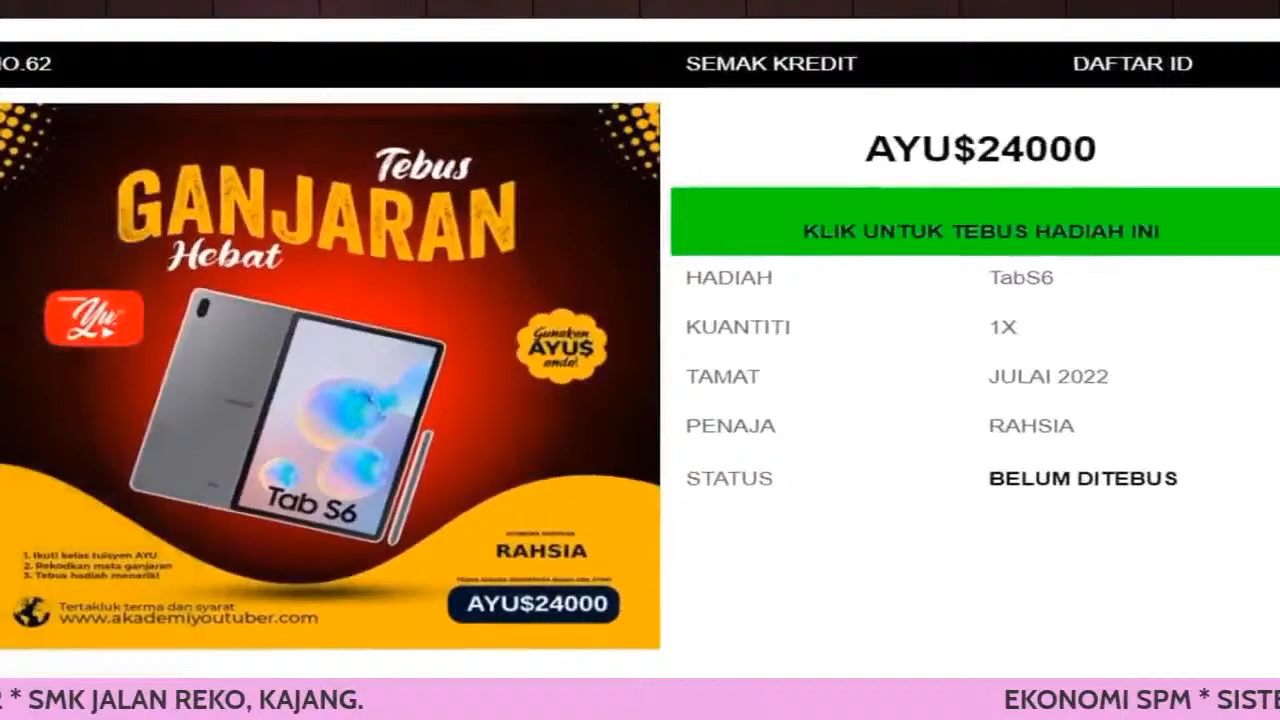 O.62 SEMAK KREDIT DAFTAR ID
Tebus
GANJARAN
Hebat
Yu
Gunakan
AYU$
anda!
Tab S6
1. Ikuti kelas tuisyen AYU
2. Rekodkan mata ganjaran
3. Tebus hadiah menarik!
Tertakluk terma dan syarat
www.akademiyoutuber.com
RAHSIA
AYU$24000
AYU$24000
KLIK UNTUK TEBUS HADIAH INI
HADIAH TabS6
KUANTITI 1X
TAMAT JULAI 2022
PENAJA RAHSIA
STATUS BELUM DITEBUS
* SMK JALAN REKO, KAJANG. EKONOMI SPM * SISTE